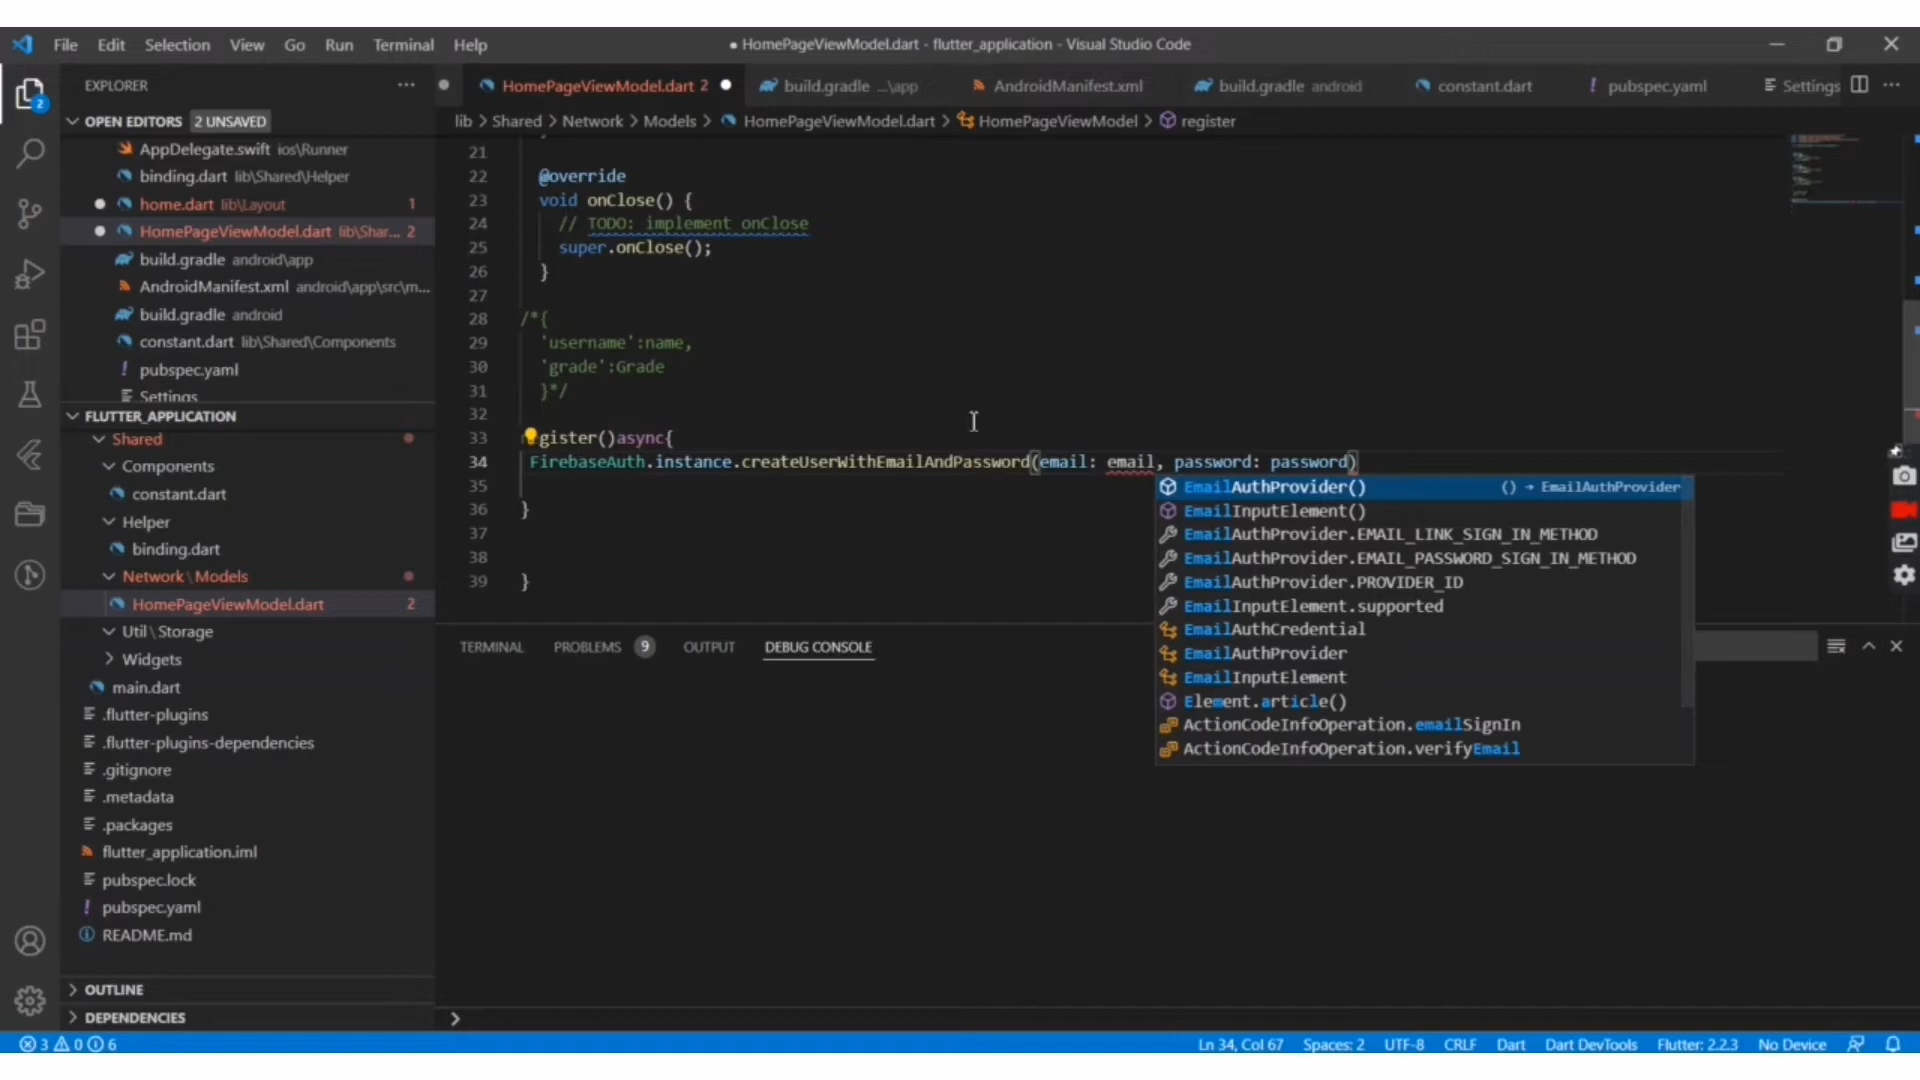 File Edit Selection View Go Run Terminal Help
● HomePageViewModel.dart - flutter_application - Visual Studio Code
2
EXPLORER
OPEN EDITORS 2 UNSAVED
AppDelegate.swift ios\Runner
binding.dart lib\Shared\Helper
home.dart lib\Layout 1
HomePageViewModel.dart lib\Shar... 2
build.gradle android\app
AndroidManifest.xml android\app\src\m...
build.gradle android
constant.dart lib\Shared\Components
! pubspec.yaml
Settings
FLUTTER_APPLICATION
Shared
Components
constant.dart
Helper
binding.dart
Network\Models
HomePageViewModel.dart 2
Util\Storage
Widgets
main.dart
.flutter-plugins
.flutter-plugins-dependencies
.gitignore
.metadata
.packages
flutter_application.iml
pubspec.lock
! pubspec.yaml
README.md
OUTLINE
DEPENDENCIES
HomePageViewModel.dart 2 build.gradle ...\app AndroidManifest.xml build.gradle android constant.dart ! pubspec.yaml Settings
lib > Shared > Network > Models > HomePageViewModel.dart > HomePageViewModel > register
21
22 @override
23 void onClose() {
24 // TODO: implement onClose
25 super.onClose();
26 }
27
28 /*{
29 'username':name,
30 'grade':Grade
31 }*/
32
33 gister()async{
34 FirebaseAuth.instance.createUserWithEmailAndPassword(email: email, password: password)
35
36 }
37
38
39 }
EmailAuthProvider() () → EmailAuthProvider
EmailInputElement()
EmailAuthProvider.EMAIL_LINK_SIGN_IN_METHOD
EmailAuthProvider.EMAIL_PASSWORD_SIGN_IN_METHOD
EmailAuthProvider.PROVIDER_ID
EmailInputElement.supported
EmailAuthCredential
EmailAuthProvider
EmailInputElement
Element.article()
ActionCodeInfoOperation.emailSignIn
ActionCodeInfoOperation.verifyEmail
TERMINAL PROBLEMS 9 OUTPUT DEBUG CONSOLE
3 0 6
Ln 34, Col 67 Spaces: 2 UTF-8 CRLF Dart Dart DevTools Flutter: 2.2.3 No Device